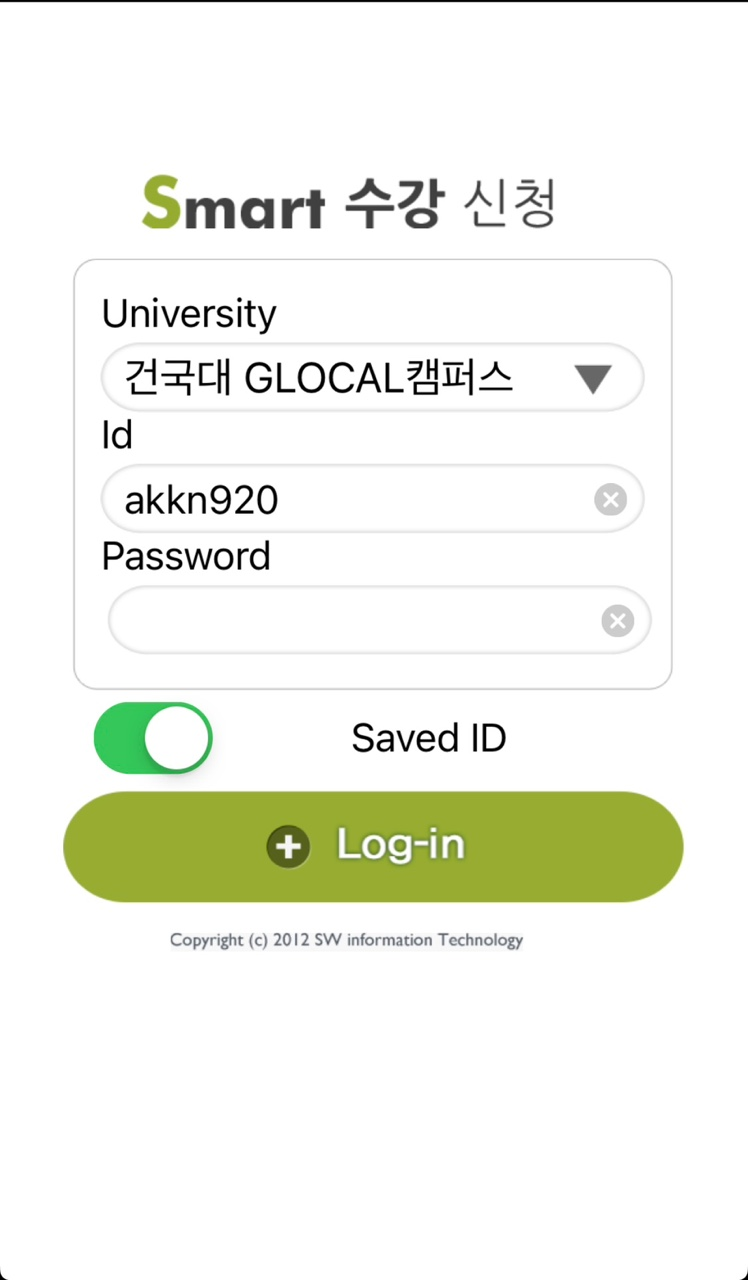 Smart 수강 신청
University
건국대 GLOCAL캠퍼스
Id
akkn920
Password
Saved ID
Log-in
Copyright (c) 2012 SW information Technology